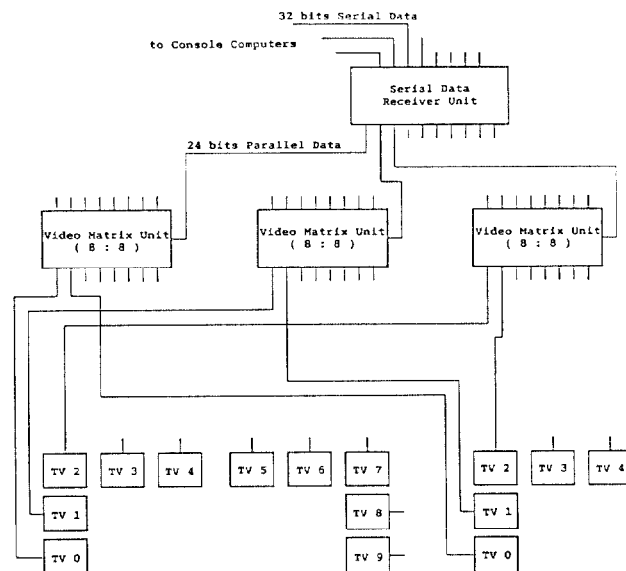 32 bits Serial Data
to Console Computers
Serial Data
Receiver Unit
24 bits Parallel Data
Video Matrix Unit
( 8 : 8 )
Video Matrix Unit
( 8 : 8 )
Video Matrix Unit
( 8 : 8 )
TV 2
TV 3
TV 4
TV 5
TV 6
TV 7
TV 2
TV 3
TV 4
TV 1
TV 8
TV 1
TV 0
TV 9
TV 0